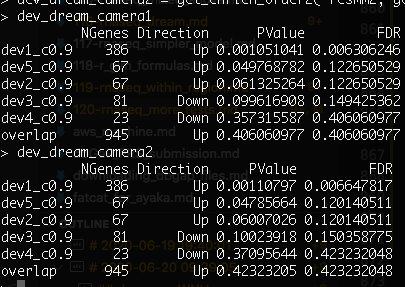 > dev_dream_camera2 = get_enrich_order2( resMM2, ge
> dev_dream_camera1
NGenes Direction PValue FDR
dev1_c0.9 386 Up 0.001051041 0.006306246
dev5_c0.9 67 Up 0.049768782 0.122650529
dev2_c0.9 67 Up 0.061325264 0.122650529
dev3_c0.9 81 Down 0.099616908 0.149425362
dev4_c0.9 23 Down 0.357315587 0.406060977
overlap 945 Up 0.406060977 0.406060977
> dev_dream_camera2
NGenes Direction PValue FDR
dev1_c0.9 386 Up 0.00110797 0.006647817
dev5_c0.9 67 Up 0.04785664 0.120140511
dev2_c0.9 67 Up 0.06007026 0.120140511
dev3_c0.9 81 Down 0.10023918 0.150358775
dev4_c0.9 23 Down 0.37095644 0.423232048
overlap 945 Up 0.42323205 0.423232048
>